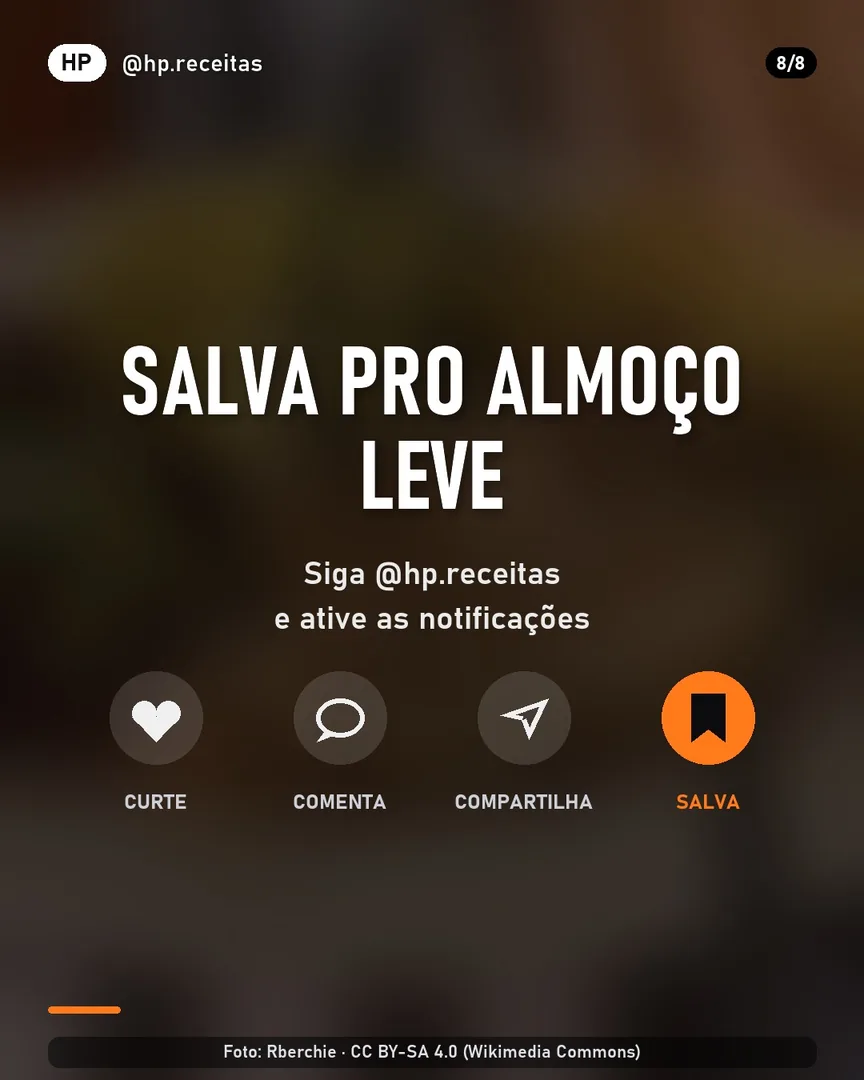 HP @hp.receitas 8/8
SALVA PRO ALMOÇO
LEVE
Siga @hp.receitas
e ative as notificações
CURTE COMENTA COMPARTILHA SALVA
Foto: Rberchie · CC BY-SA 4.0 (Wikimedia Commons)